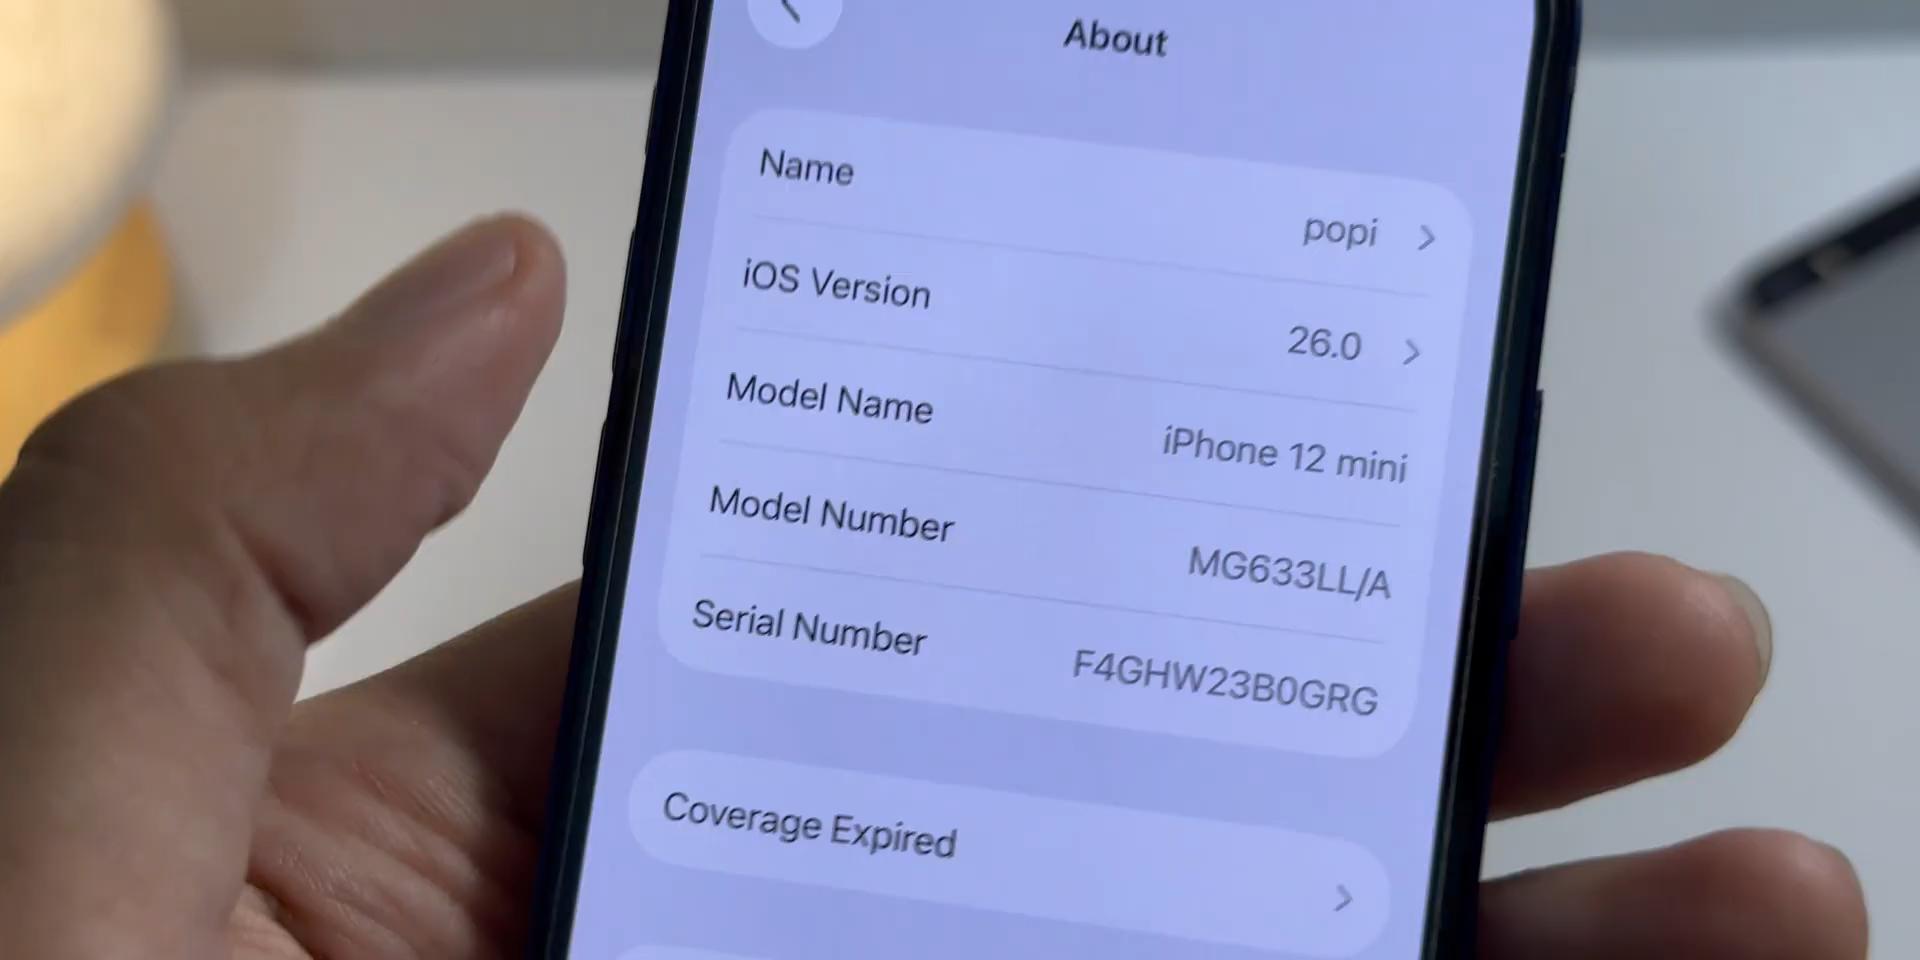 About
Name
popi
iOS Version
26.0
Model Name
iPhone 12 mini
Model Number
MG633LL/A
Serial Number
F4GHW23B0GRG
Coverage Expired